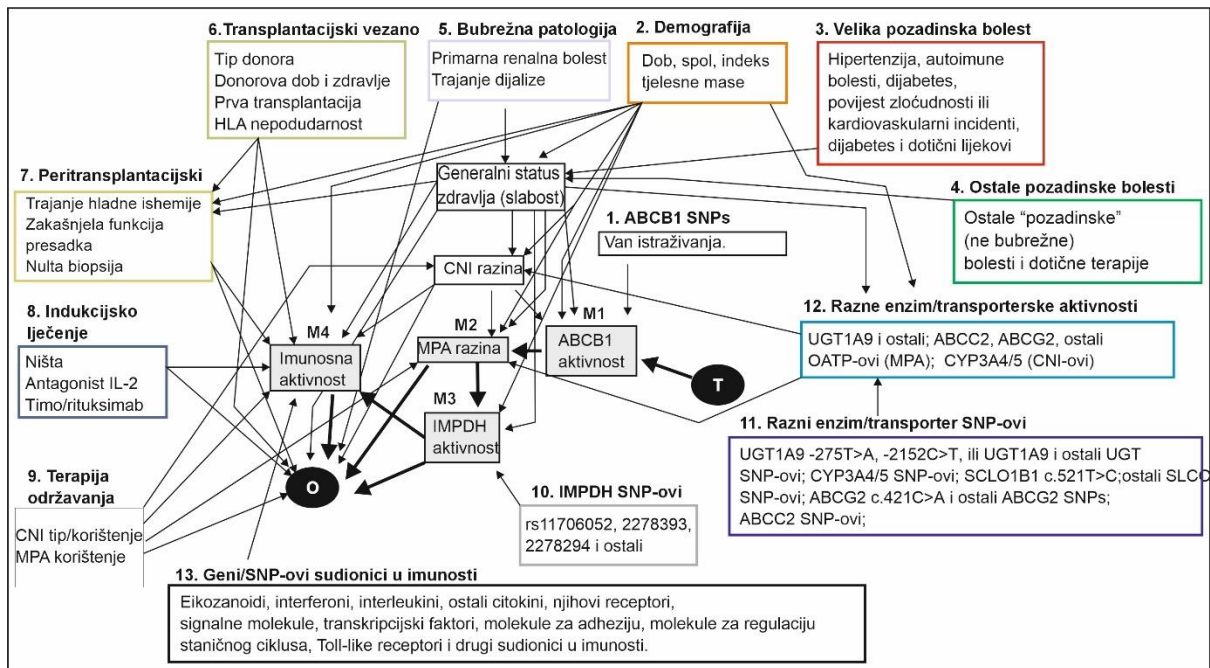 6.Transplantacijski vezano
Tip donora
Donorova dob i zdravlje
Prva transplantacija
HLA nepodudarnost
5. Bubrežna patologija
Primarna renalna bolest
Trajanje dijalize
2. Demografija
Dob, spol, indeks
tjelesne mase
3. Velika pozadinska bolest
Hipertenzija, autoimune
bolesti, dijabetes,
povijest zloćudnosti ili
kardiovaskularni incidenti,
dijabetes i dotični lijekovi
7. Peritransplantacijski
Trajanje hladne ishemije
Zakašnjela funkcija
presadka
Nulta biopsija
Generalni status
zdravlja (slabost)
1. ABCB1 SNPs
Van istraživanja.
4. Ostale pozadinske bolesti
Ostale “pozadinske”
(ne bubrežne)
bolesti i dotične terapije
CNI razina
8. Indukcijsko
lječenje
Ništa
Antagonist IL-2
Timo/rituksimab
M4
Imunosna
aktivnost
M2
MPA razina
M1
ABCB1
aktivnost
T
12. Razne enzim/transporterske aktivnosti
UGT1A9 i ostali; ABCC2, ABCG2, ostali
OATP-ovi (MPA); CYP3A4/5 (CNI-ovi)
M3
IMPDH
aktivnost
O
11. Razni enzim/transporter SNP-ovi
UGT1A9 -275T>A, -2152C>T, ili UGT1A9 i ostali UGT
SNP-ovi; CYP3A4/5 SNP-ovi; SCLO1B1 c.521T>C;ostali SLCO
SNP-ovi; ABCG2 c.421C>A i ostali ABCG2 SNPs;
ABCC2 SNP-ovi;
9. Terapija
održavanja
CNI tip/korištenje
MPA korištenje
10. IMPDH SNP-ovi
rs11706052, 2278393,
2278294 i ostali
13. Geni/SNP-ovi sudionici u imunosti
Eikozanoidi, interferoni, interleukini, ostali citokini, njihovi receptori,
signalne molekule, transkripcijski faktori, molekule za adheziju, molekule za regulaciju
staničnog ciklusa, Toll-like receptori i drugi sudionici u imunosti.